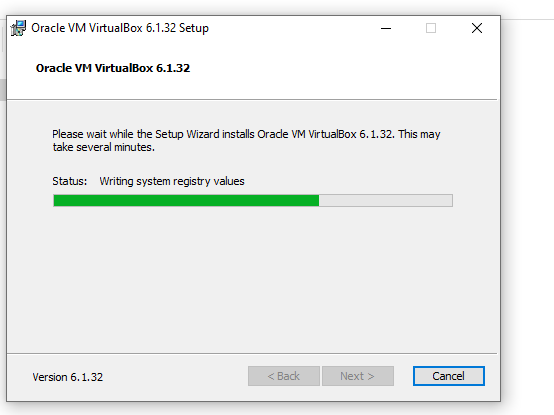 Oracle VM VirtualBox 6.1.32 Setup
Oracle VM VirtualBox 6.1.32
Please wait while the Setup Wizard installs Oracle VM VirtualBox 6.1.32. This may
take several minutes.
Status: Writing system registry values
Version 6.1.32
< Back
Next >
Cancel